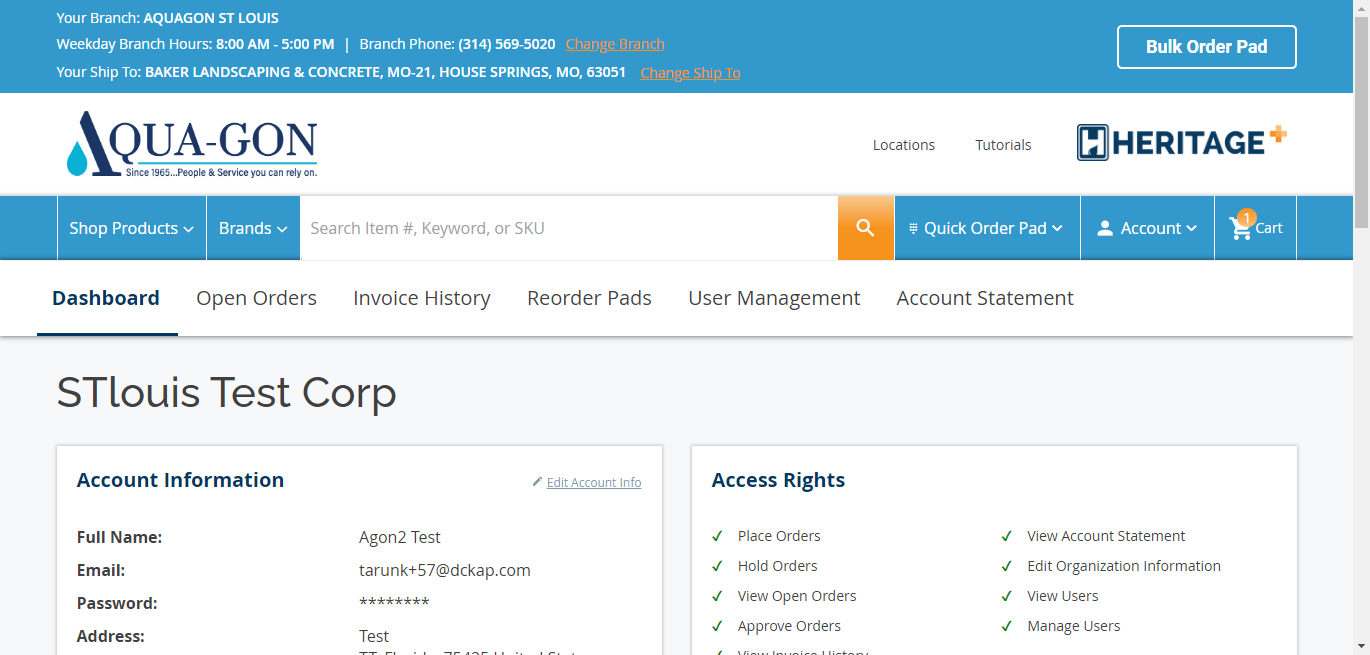 Your Branch: AQUAGON ST LOUIS
Weekday Branch Hours: 8:00 AM - 5:00 PM | Branch Phone: (314) 569-5020 Change Branch
Your Ship To: BAKER LANDSCAPING & CONCRETE, MO-21, HOUSE SPRINGS, MO, 63051 Change Ship To
Bulk Order Pad
AQUA-GON
Since 1965...People & Service you can rely on.
Locations Tutorials
HERITAGE+
Shop Products Brands Search Item #, Keyword, or SKU Quick Order Pad Account 1 Cart
Dashboard Open Orders Invoice History Reorder Pads User Management Account Statement
STlouis Test Corp
Account Information Edit Account Info
Full Name: Agon2 Test
Email: tarunk+57@dckap.com
Password: ********
Address: Test
Access Rights
Place Orders View Account Statement
Hold Orders Edit Organization Information
View Open Orders View Users
Approve Orders Manage Users
View Invoice History